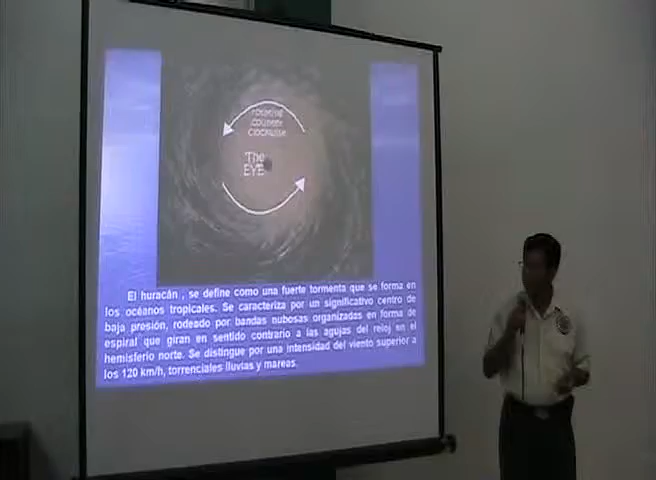 ROTATING
COUNTER
CLOCKWISE
The
EYE
El huracán , se define como una fuerte tormenta que se forma en
los océanos tropicales. Se caracteriza por un significativo centro de
baja presión, rodeado por bandas nubosas organizadas en forma de
espiral que giran en sentido contrario a las agujas del reloj en el
hemisferio norte. Se distingue por una intensidad del viento superior a
los 120 km/h, torrenciales lluvias y mareas.